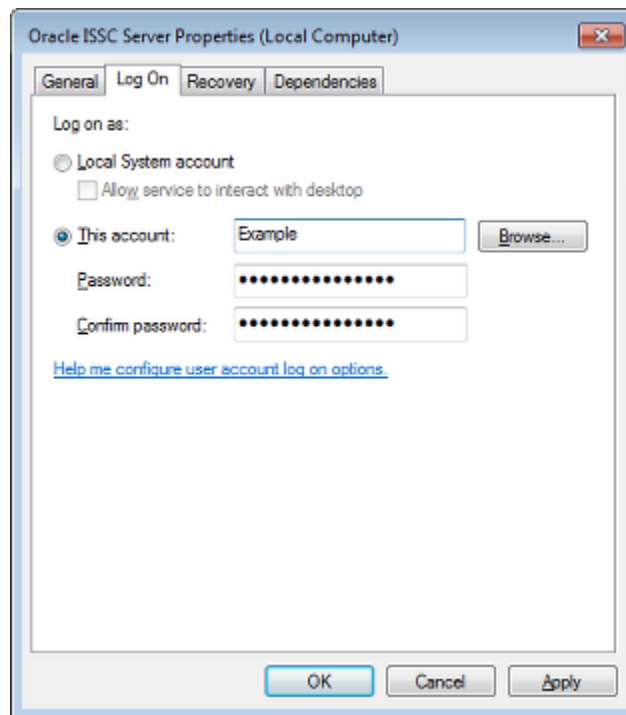 Oracle ISSC Server Properties (Local Computer)
General Log On Recovery Dependencies
Log on as:
Local System account
Allow service to interact with desktop
This account: Example Browse...
Password: •••••••••••••••
Confirm password: •••••••••••••••
Help me configure user account log on options.
OK Cancel Apply